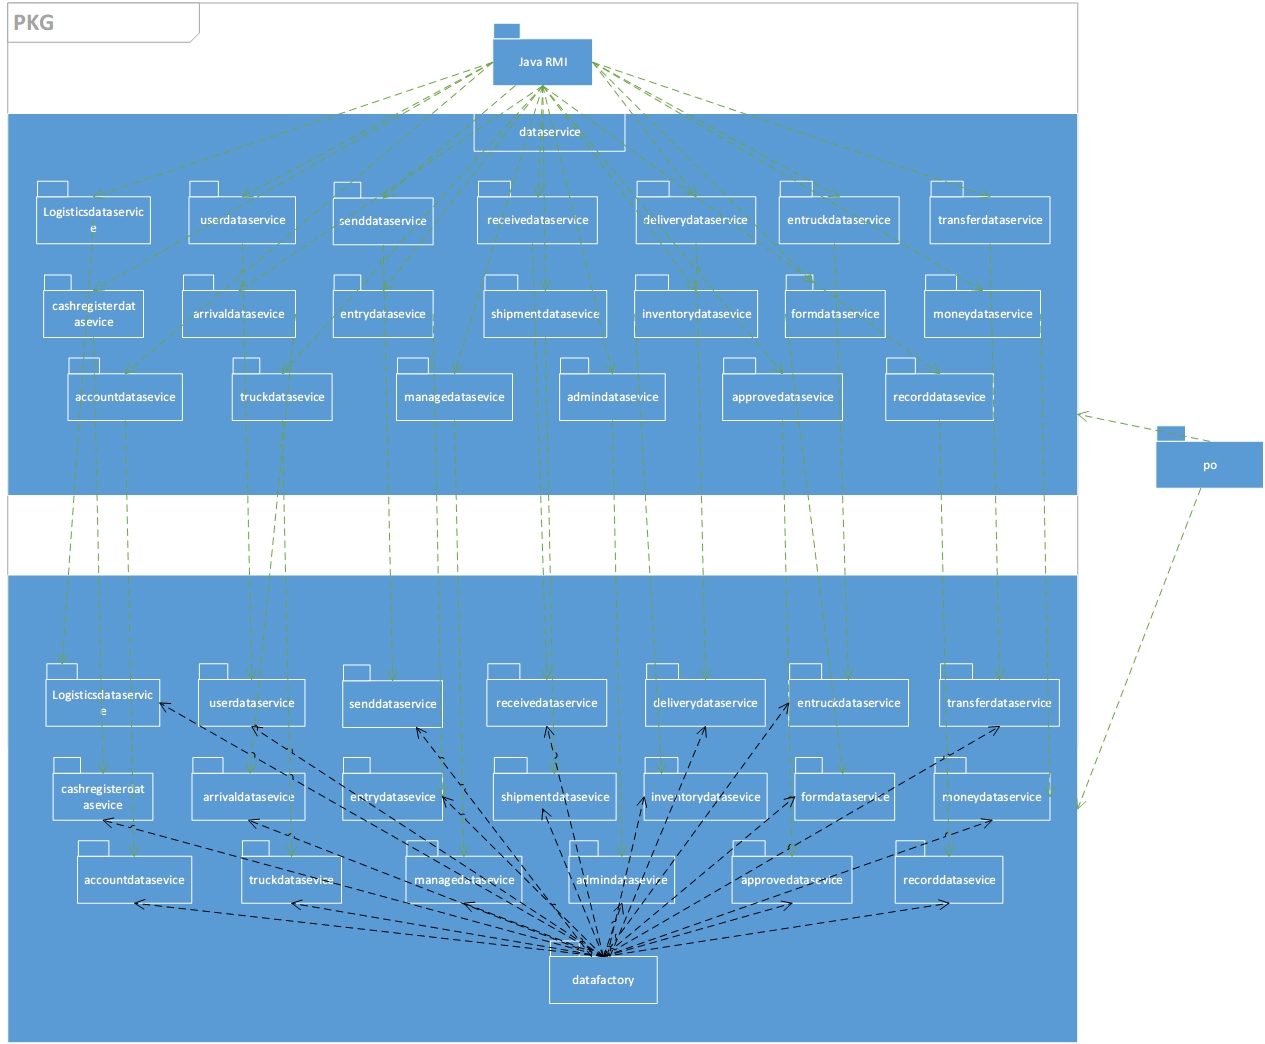 PKG
Java RMI
dataservice
Logisticsdataservic
e
userdataservice
senddataservice
receivedataservice
deliverydataservice
entruckdataservice
transferdataservice
cashregisterdat
asevice
arrivaldatasevice
entrydatasevice
shipmentdatasevice
inventorydatasevice
formdataservice
moneydataservice
accountdatasevice
truckdatasevice
managedatasevice
admindatasevice
approvedatasevice
recorddataservice
po
Logisticsdataservic
e
userdataservice
senddataservice
receivedataservice
deliverydataservice
entruckdataservice
transferdataservice
cashregisterdat
asevice
arrivaldatasevice
entrydatasevice
shipmentdatasevice
inventorydatasevice
formdataservice
moneydataservice
accountdatasevice
truckdatasevice
managedatasevice
admindatasevice
approvedatasevice
recorddataservice
datafactory